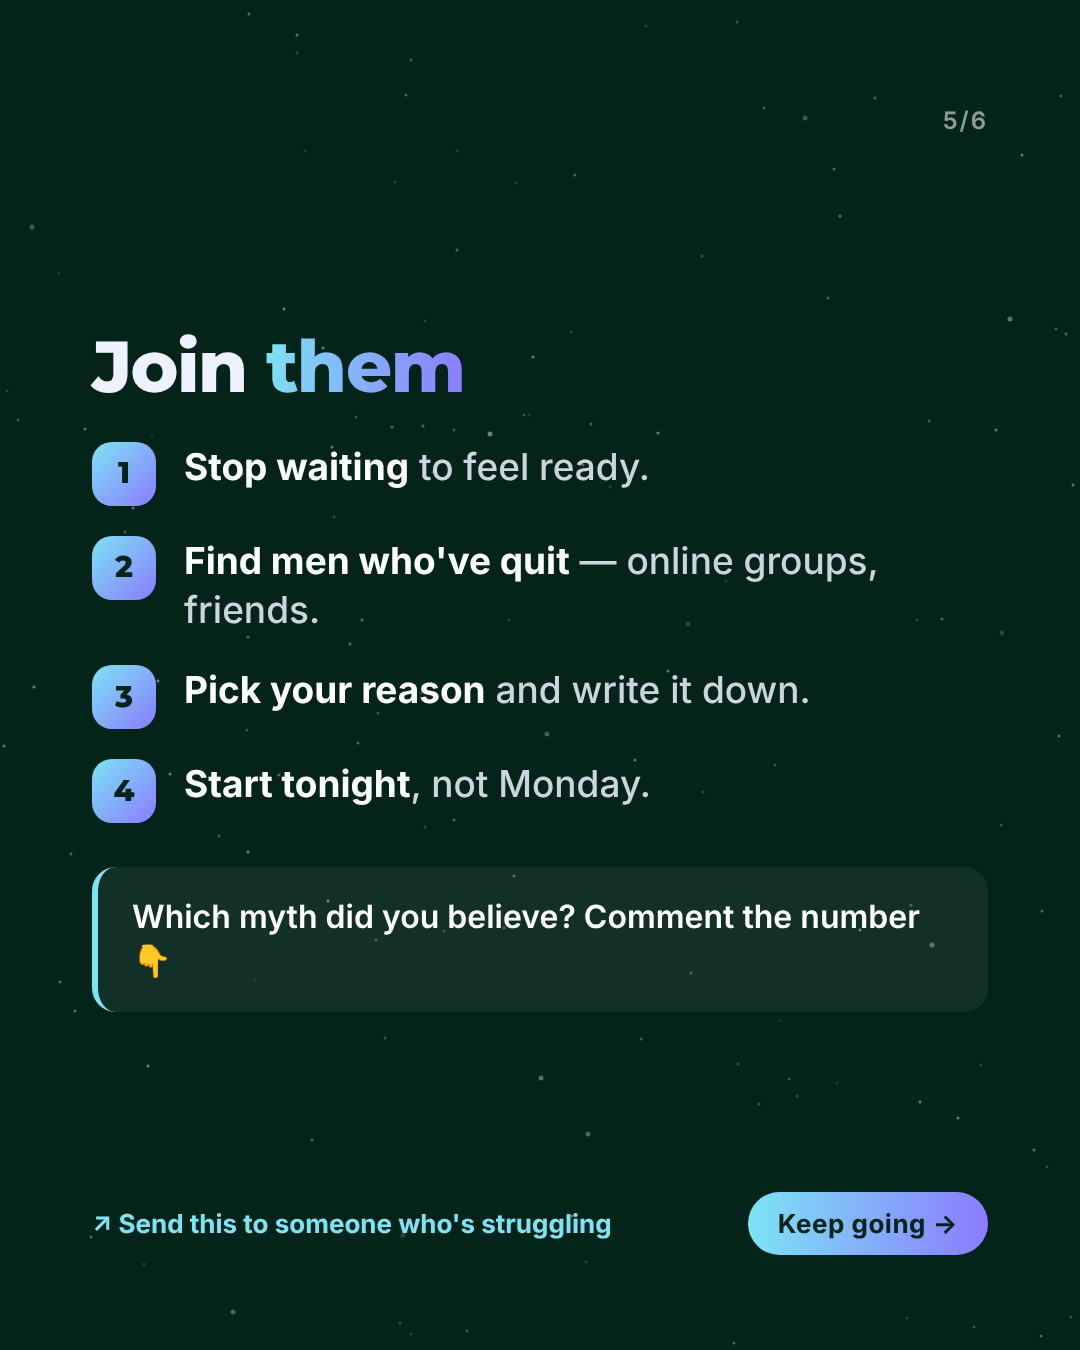 5/6
Join them
1 Stop waiting to feel ready.
2 Find men who've quit — online groups,
friends.
3 Pick your reason and write it down.
4 Start tonight, not Monday.
Which myth did you believe? Comment the number
👇
↗ Send this to someone who's struggling
Keep going →